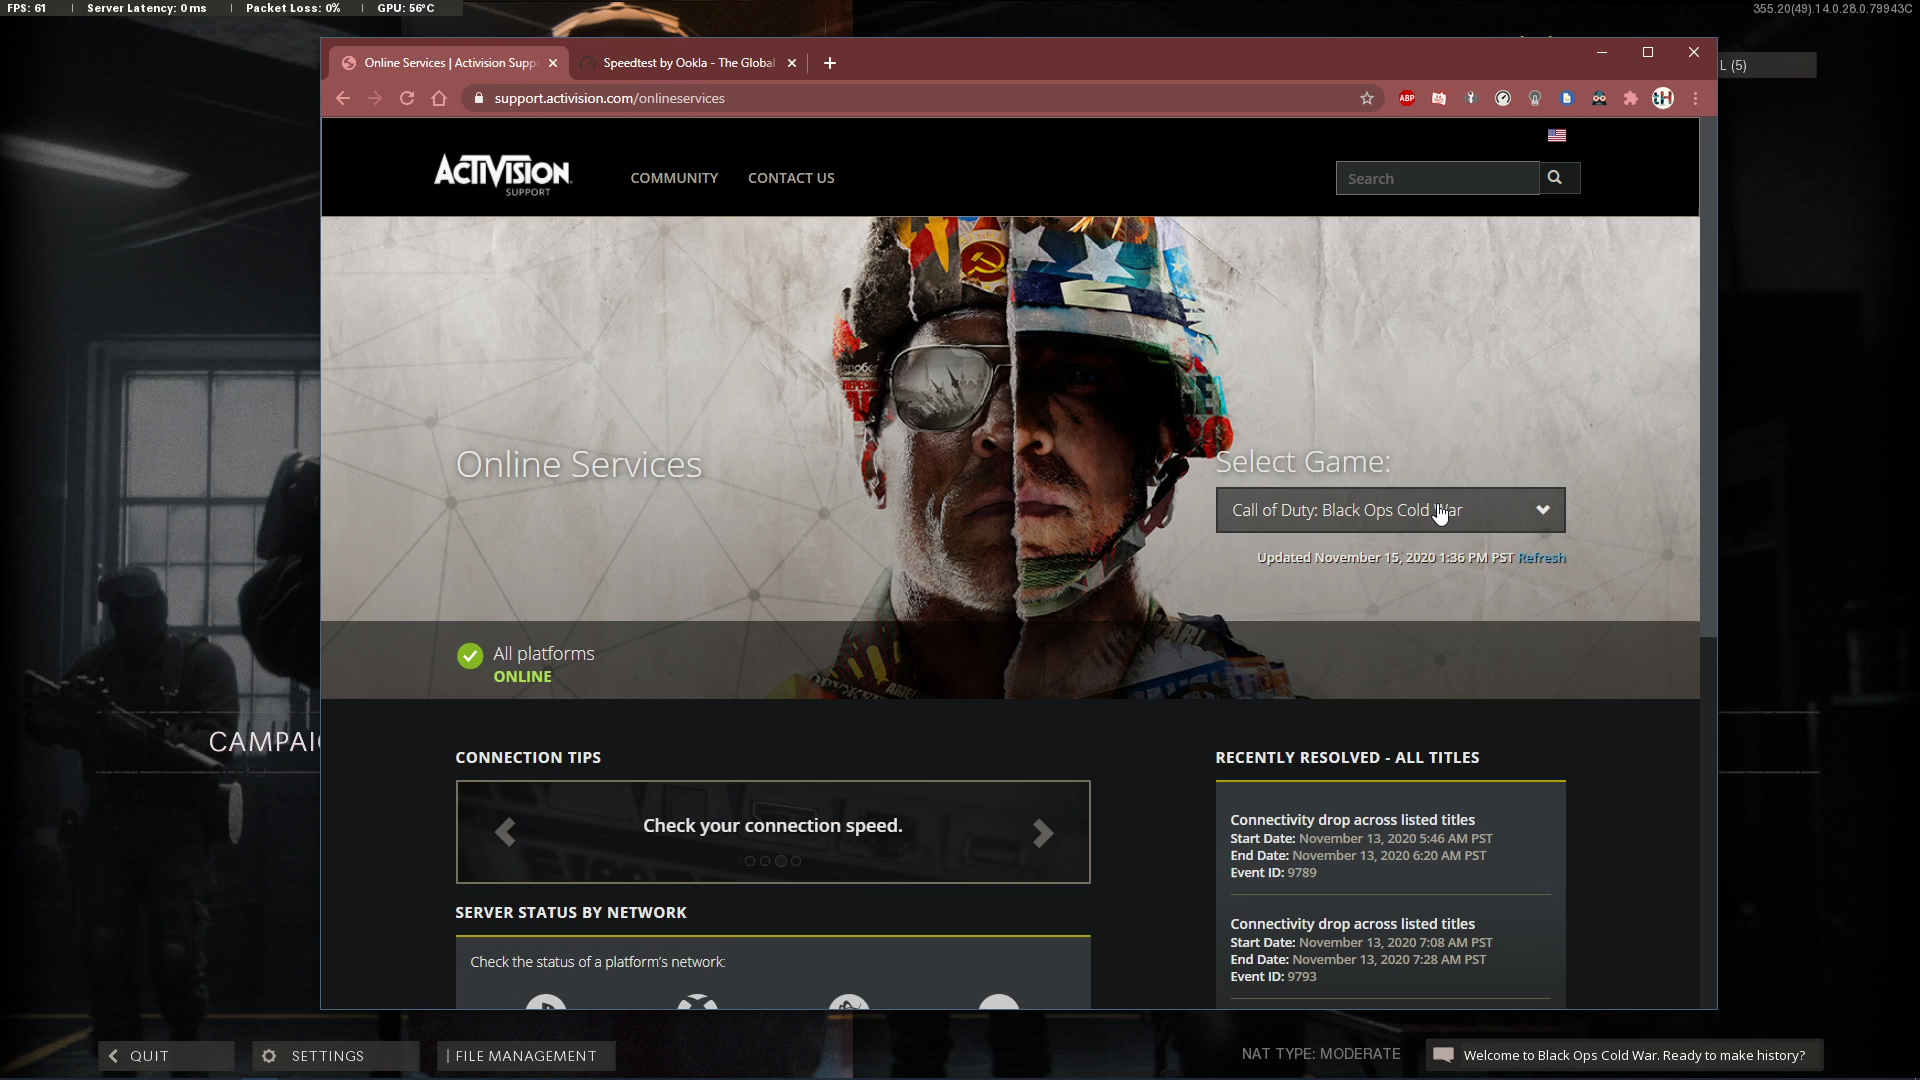 FPS: 61 | Server Latency: 0 ms | Packet Loss: 0% | GPU: 56°C
355.20(49).14.0.28.0.79943C
Online Services | Activision Supp
Speedtest by Ookla - The Global
L (5)
support.activision.com/onlineservices
ABP
ACTIVISION
SUPPORT
COMMUNITY
CONTACT US
Search
Online Services
Select Game:
Call of Duty: Black Ops Cold War
Updated November 15, 2020 1:36 PM PST Refresh
All platforms
ONLINE
CAMPAI
CONNECTION TIPS
Check your connection speed.
SERVER STATUS BY NETWORK
Check the status of a platform's network:
RECENTLY RESOLVED - ALL TITLES
Connectivity drop across listed titles
Start Date: November 13, 2020 5:46 AM PST
End Date: November 13, 2020 6:20 AM PST
Event ID: 9789
Connectivity drop across listed titles
Start Date: November 13, 2020 7:08 AM PST
End Date: November 13, 2020 7:28 AM PST
Event ID: 9793
QUIT
SETTINGS
FILE MANAGEMENT
NAT TYPE: MODERATE
Welcome to Black Ops Cold War. Ready to make history?